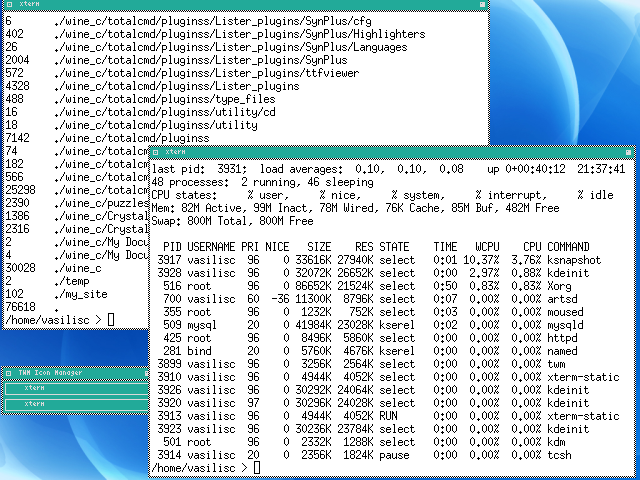 xterm
6 ./wine_c/totalcmd/pluginss/Lister_plugins/SynPlus/cfg
402 ./wine_c/totalcmd/pluginss/Lister_plugins/SynPlus/Highlighters
26 ./wine_c/totalcmd/pluginss/Lister_plugins/SynPlus/Languages
2004 ./wine_c/totalcmd/pluginss/Lister_plugins/SynPlus
572 ./wine_c/totalcmd/pluginss/Lister_plugins/ttfviewer
4328 ./wine_c/totalcmd/pluginss/Lister_plugins
488 ./wine_c/totalcmd/pluginss/type_files
16 ./wine_c/totalcmd/pluginss/utility/cd
18 ./wine_c/totalcmd/pluginss/utility
7142 ./wine_c/totalcmd/pluginss
74 ./wine_c/totalcm
182 ./wine_c/totalcm
566 ./wine_c/totalcm
25298 ./wine_c/totalcm
2390 ./wine_c/puzzles
1386 ./wine_c/Crystal
2316 ./wine_c/Crystal
2 ./wine_c/My Docu
4 ./wine_c/My Docu
30028 ./wine_c
2 ./temp
102 ./my_site
76618 .
/home/vasilisc >
TWM Icon Manager
xterm
xterm
xterm
last pid: 3931; load averages: 0.10, 0.10, 0.08 up 0+00:40:12 21:37:41
48 processes: 2 running, 46 sleeping
CPU states: % user, % nice, % system, % interrupt, % idle
Mem: 82M Active, 99M Inact, 78M Wired, 76K Cache, 85M Buf, 482M Free
Swap: 800M Total, 800M Free
PID USERNAME PRI NICE SIZE RES STATE TIME WCPU CPU COMMAND
3917 vasilisc 96 0 33616K 27940K select 0:01 10.37% 3.76% ksnapshot
3928 vasilisc 96 0 32072K 26652K select 0:00 2.97% 0.88% kdeinit
516 root 96 0 86652K 21524K select 0:50 0.83% 0.83% Xorg
700 vasilisc 60 -36 11300K 8796K select 0:07 0.00% 0.00% artsd
355 root 96 0 1232K 752K select 0:03 0.00% 0.00% moused
509 mysql 20 0 41984K 23028K kserel 0:02 0.00% 0.00% mysqld
425 root 96 0 8496K 5860K select 0:00 0.00% 0.00% httpd
281 bind 20 0 5760K 4676K kserel 0:00 0.00% 0.00% named
3899 vasilisc 96 0 3256K 2564K select 0:00 0.00% 0.00% twm
3910 vasilisc 96 0 4944K 4052K select 0:00 0.00% 0.00% xterm-static
3926 vasilisc 96 0 30292K 24064K select 0:00 0.00% 0.00% kdeinit
3920 vasilisc 97 0 30296K 24028K select 0:00 0.00% 0.00% kdeinit
3913 vasilisc 96 0 4944K 4052K RUN 0:00 0.00% 0.00% xterm-static
3923 vasilisc 96 0 30236K 23784K select 0:00 0.00% 0.00% kdeinit
501 root 96 0 2332K 1288K select 0:00 0.00% 0.00% kdm
3914 vasilisc 20 0 2356K 1824K pause 0:00 0.00% 0.00% tcsh
/home/vasilisc >